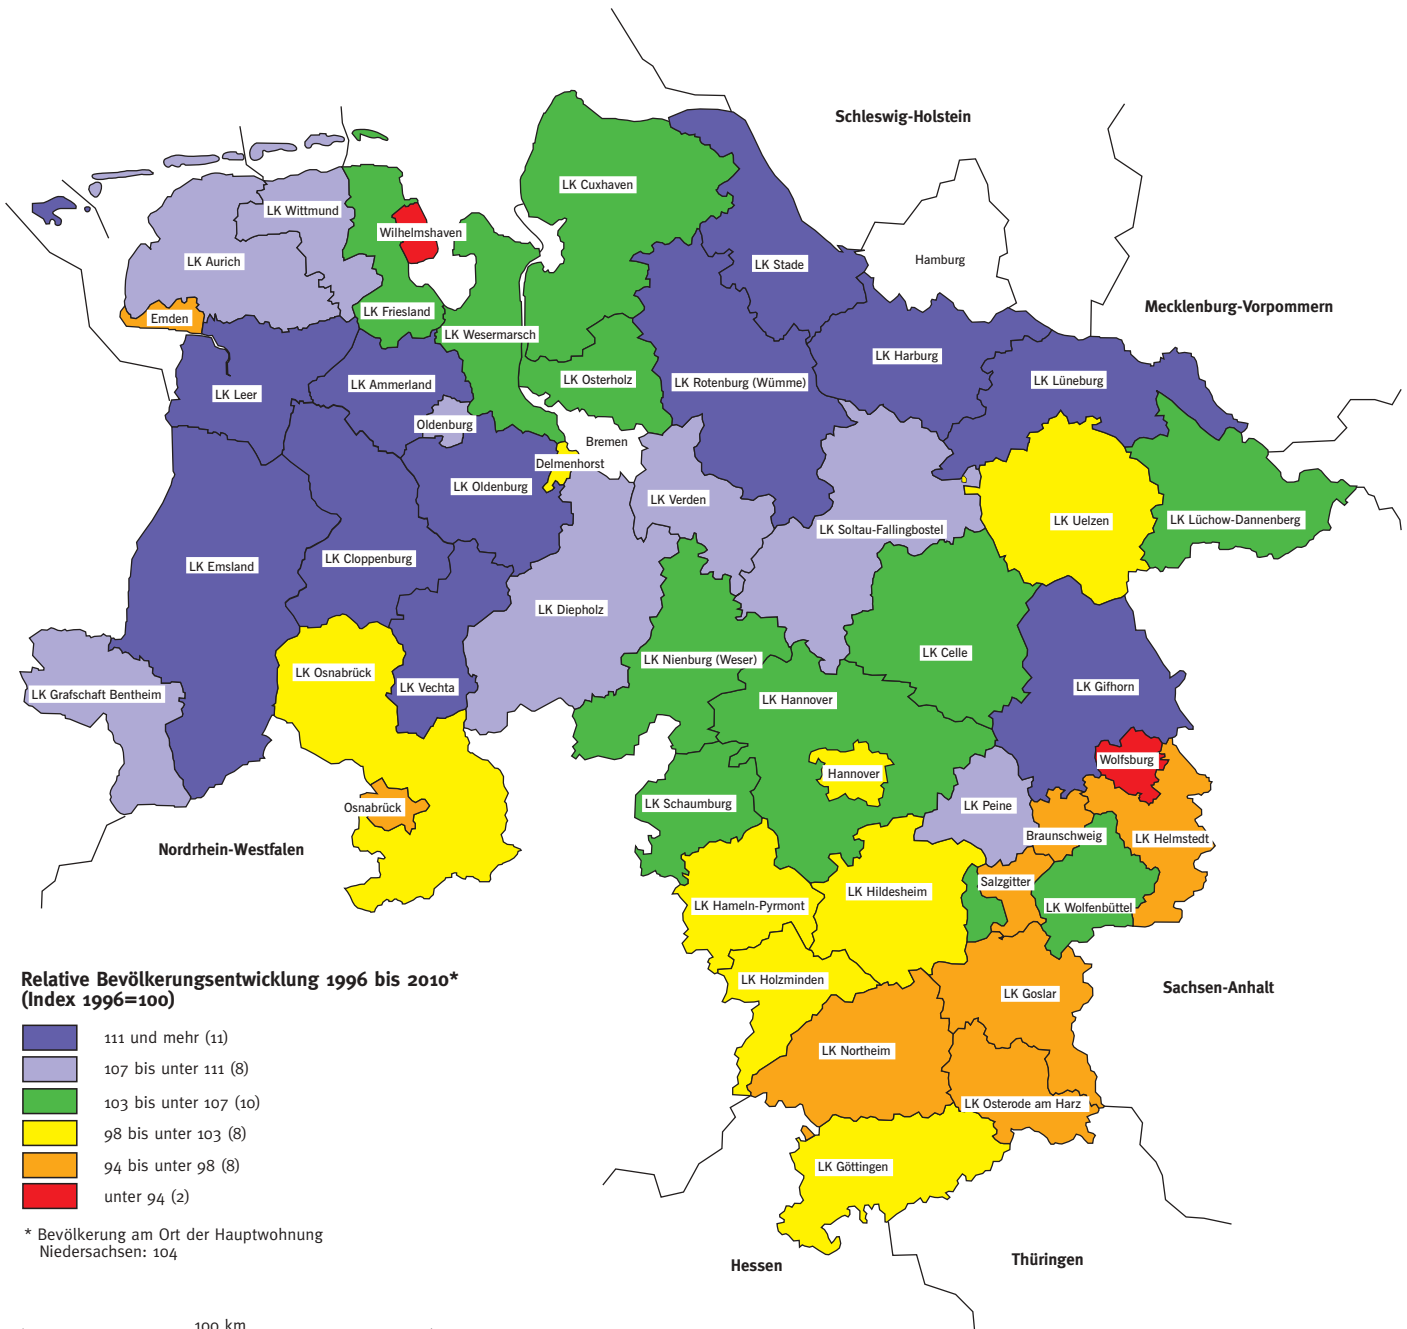 Schleswig-Holstein
LK Cuxhaven
LK Wittmund
Wilhelmshaven
LK Aurich
LK Stade
Hamburg
Mecklenburg-Vorpommern
LK Friesland
Emden
LK Wesermarsch
LK Harburg
LK Osterholz
LK Rotenburg (Wümme)
LK Lüneburg
LK Ammerland
LK Leer
Oldenburg
Bremen
Delmenhorst
LK Oldenburg
LK Verden
LK Soltau-Fallingbostel
LK Uelzen
LK Lüchow-Dannenberg
LK Cloppenburg
LK Emsland
LK Diepholz
LK Celle
LK Nienburg (Weser)
LK Osnabrück
LK Vechta
LK Gifhorn
LK Grafschaft Bentheim
LK Hannover
Wolfsburg
Hannover
LK Schaumburg
LK Peine
Osnabrück
Braunschweig
LK Helmstedt
Nordrhein-Westfalen
Salzgitter
LK Hildesheim
LK Hameln-Pyrmont
LK Wolfenbüttel
LK Holzminden
Sachsen-Anhalt
LK Goslar
LK Northeim
LK Osterode am Harz
LK Göttingen
Thüringen
Hessen
Relative Bevölkerungsentwicklung 1996 bis 2010*
(Index 1996=100)
111 und mehr (11)
107 bis unter 111 (8)
103 bis unter 107 (10)
98 bis unter 103 (8)
94 bis unter 98 (8)
unter 94 (2)
* Bevölkerung am Ort der Hauptwohnung
Niedersachsen: 104
100 km